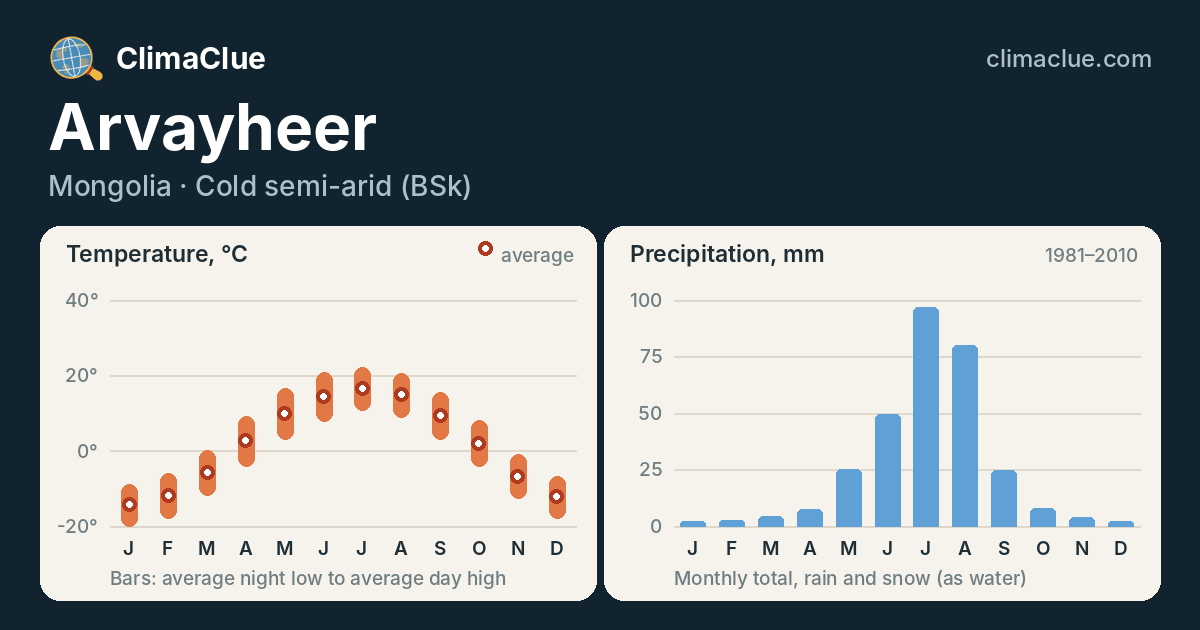 ClimaClue
climaclue.com
Arvayheer
Mongolia · Cold semi-arid (BSk)
Temperature, °C
average
40°
20°
0°
-20°
J F M A M J J A S O N D
Bars: average night low to average day high
Precipitation, mm
1981–2010
100
75
50
25
0
J F M A M J J A S O N D
Monthly total, rain and snow (as water)